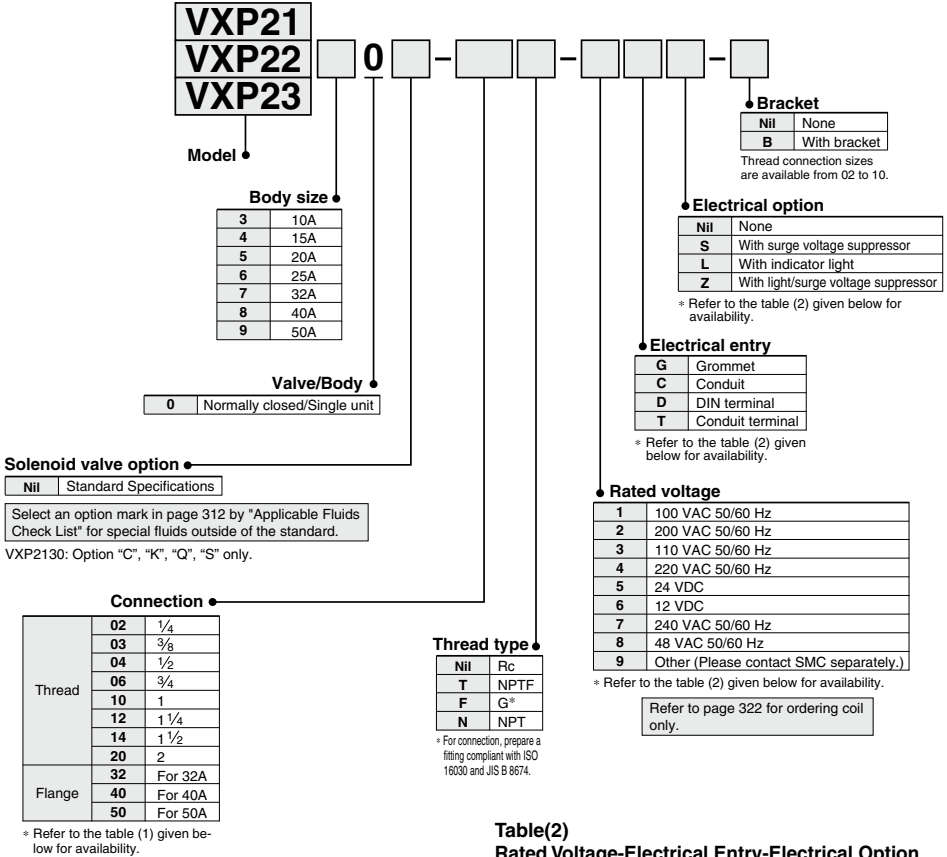 VXP21
VXP22
VXP23
0
–
–
–
Model
Bracket
Nil None
B With bracket
Thread connection sizes
are available from 02 to 10.
Body size
3 10A
4 15A
5 20A
6 25A
7 32A
8 40A
9 50A
Electrical option
Nil None
S With surge voltage suppressor
L With indicator light
Z With light/surge voltage suppressor
* Refer to the table (2) given below for
availability.
Valve/Body
0 Normally closed/Single unit
Electrical entry
G Grommet
C Conduit
D DIN terminal
T Conduit terminal
* Refer to the table (2) given
below for availability.
Solenoid valve option
Nil Standard Specifications
Select an option mark in page 312 by "Applicable Fluids
Check List" for special fluids outside of the standard.
VXP2130: Option “C”, “K”, “Q”, “S” only.
Rated voltage
1 100 VAC 50/60 Hz
2 200 VAC 50/60 Hz
3 110 VAC 50/60 Hz
4 220 VAC 50/60 Hz
5 24 VDC
6 12 VDC
7 240 VAC 50/60 Hz
8 48 VAC 50/60 Hz
9 Other (Please contact SMC separately.)
* Refer to the table (2) given below for availability.
Refer to page 322 for ordering coil
only.
Connection
Thread
02 1/4
03 3/8
04 1/2
06 3/4
10 1
12 1 1/4
14 1 1/2
20 2
Flange
32 For 32A
40 For 40A
50 For 50A
* Refer to the table (1) given be-
low for availability.
Thread type
Nil Rc
T NPTF
F G*
N NPT
* For connection, prepare a
fitting compliant with ISO
16030 and JIS B 8674.
Table(2)
Rated Voltage-Electrical Entry-Electrical Option